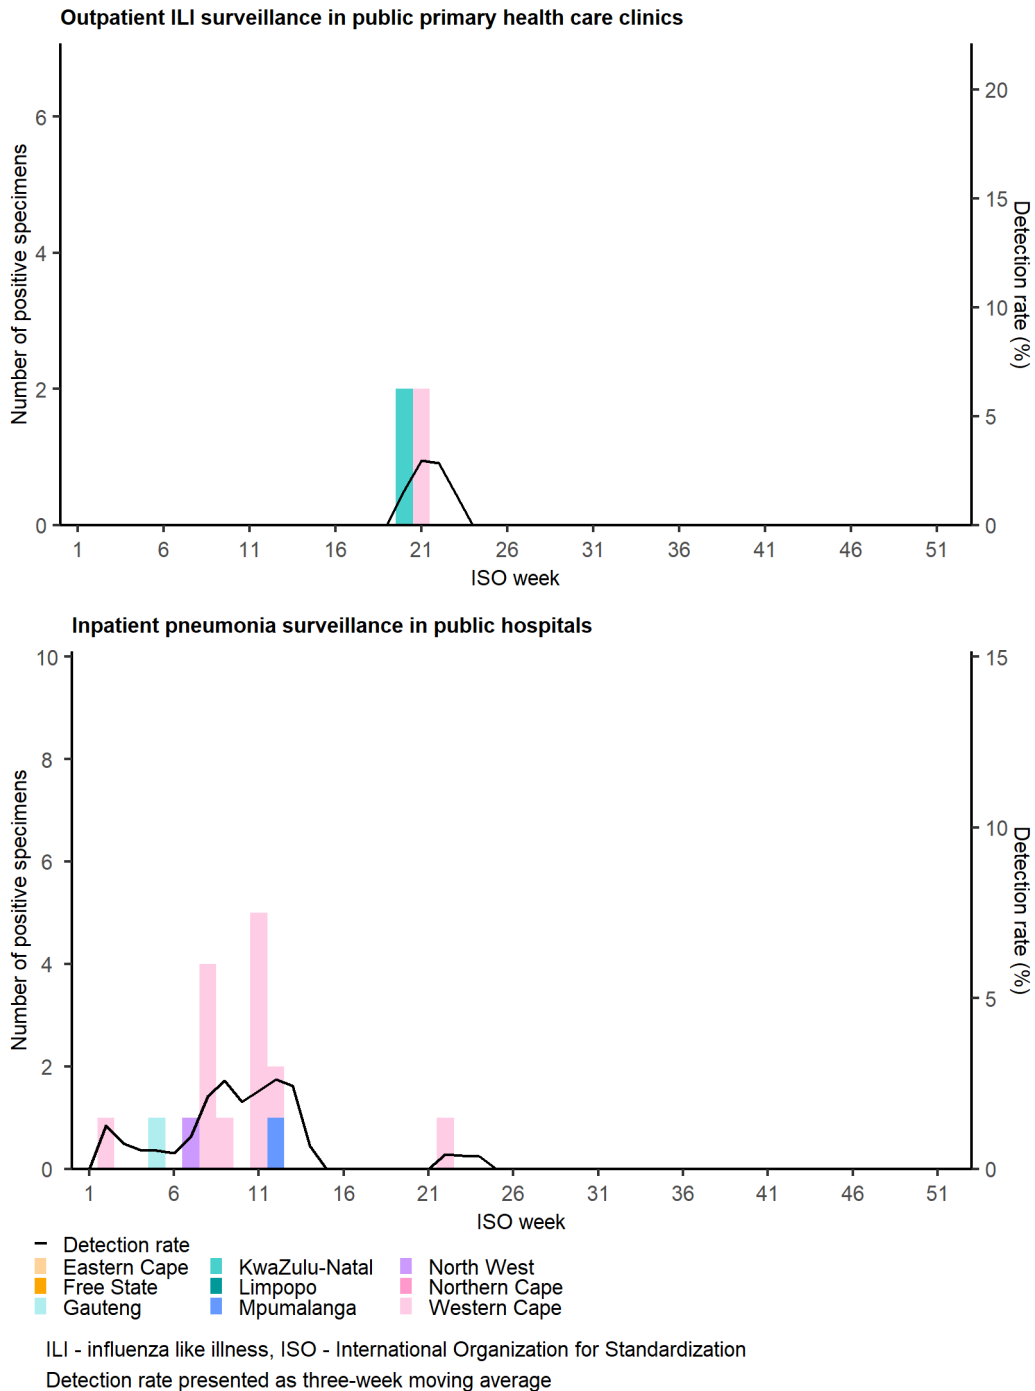 Outpatient ILI surveillance in public primary health care clinics
Number of positive specimens
6
4
2
0
20
15
10
5
0
Detection rate (%)
1 6 11 16 21 26 31 36 41 46 51
ISO week
Inpatient pneumonia surveillance in public hospitals
Number of positive specimens
10
8
6
4
2
0
15
10
5
0
Detection rate (%)
1 6 11 16 21 26 31 36 41 46 51
ISO week
Detection rate
Eastern Cape KwaZulu-Natal North West
Free State Limpopo Northern Cape
Gauteng Mpumalanga Western Cape
ILI - influenza like illness, ISO - International Organization for Standardization
Detection rate presented as three-week moving average